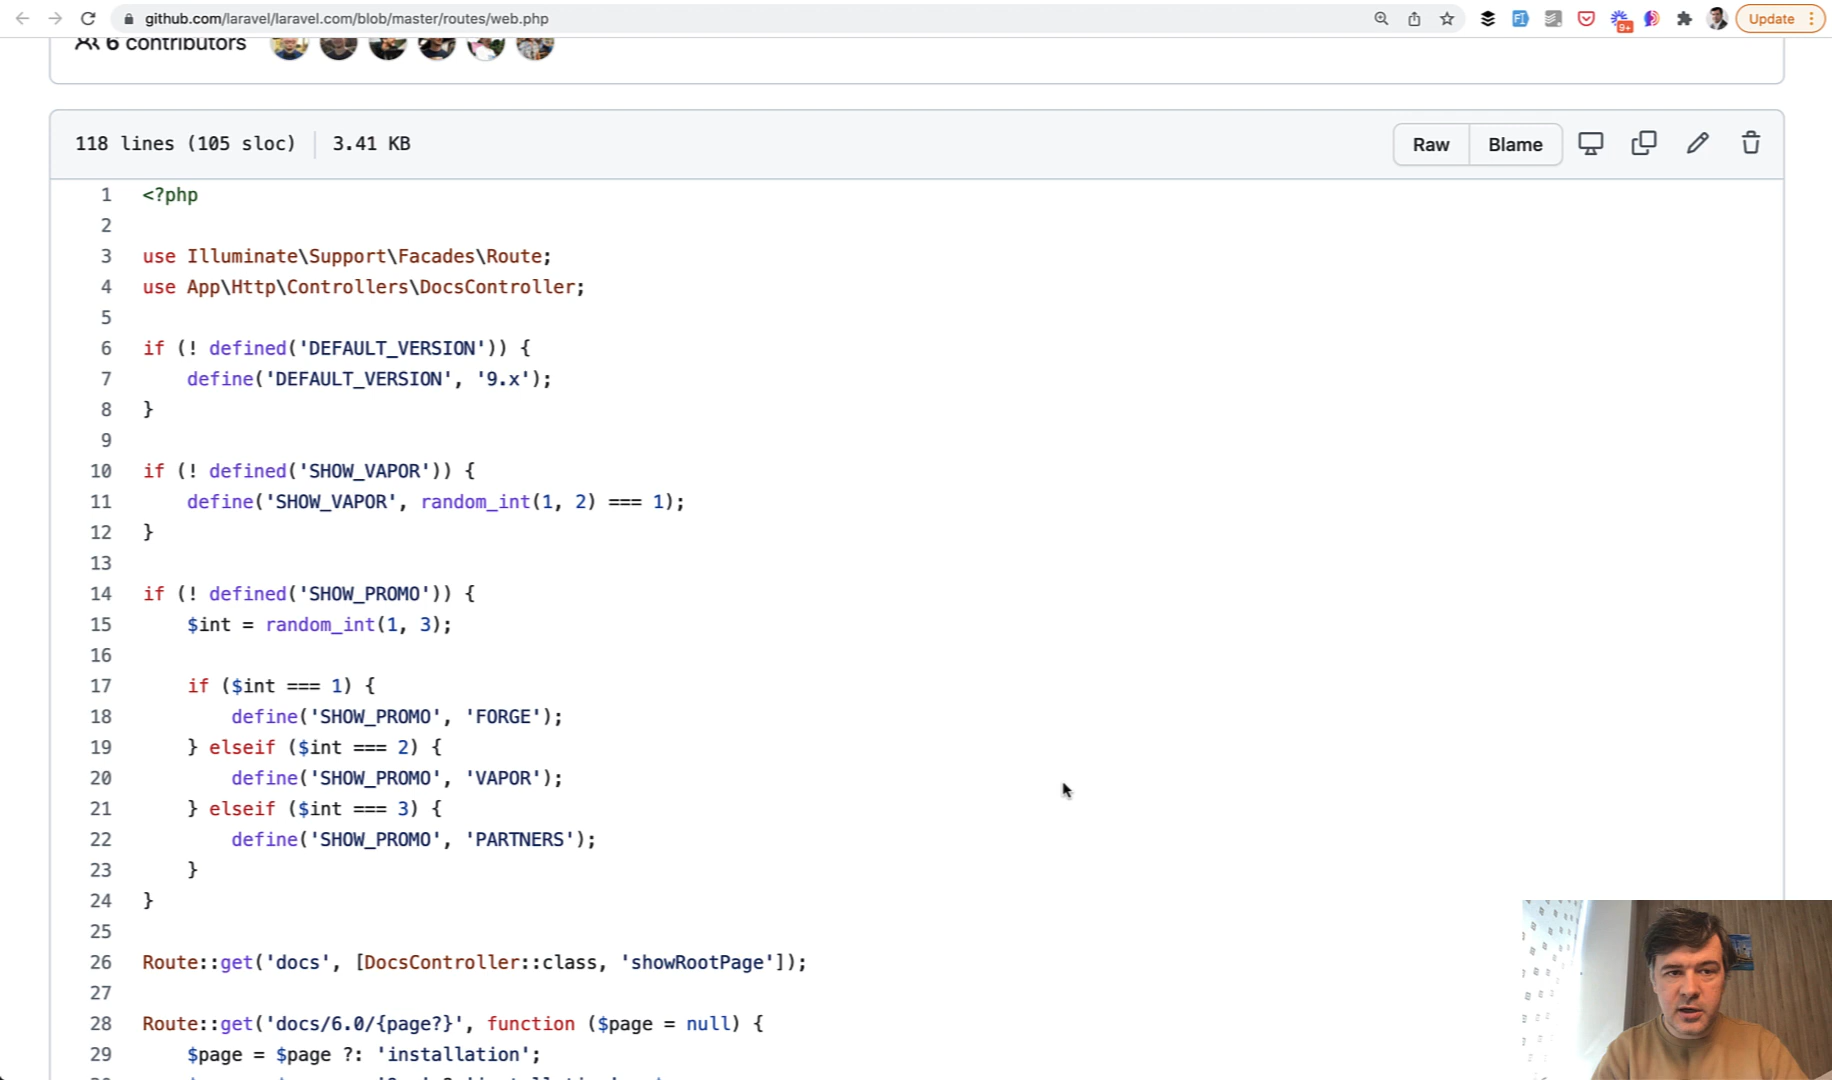 github.com/laravel/laravel.com/blob/master/routes/web.php
9+
Update
6 contributors
118 lines (105 sloc) 3.41 KB
Raw Blame
1 <?php
2
3 use Illuminate\Support\Facades\Route;
4 use App\Http\Controllers\DocsController;
5
6 if (! defined('DEFAULT_VERSION')) {
7     define('DEFAULT_VERSION', '9.x');
8 }
9
10 if (! defined('SHOW_VAPOR')) {
11     define('SHOW_VAPOR', random_int(1, 2) === 1);
12 }
13
14 if (! defined('SHOW_PROMO')) {
15     $int = random_int(1, 3);
16
17     if ($int === 1) {
18         define('SHOW_PROMO', 'FORGE');
19     } elseif ($int === 2) {
20         define('SHOW_PROMO', 'VAPOR');
21     } elseif ($int === 3) {
22         define('SHOW_PROMO', 'PARTNERS');
23     }
24 }
25
26 Route::get('docs', [DocsController::class, 'showRootPage']);
27
28 Route::get('docs/6.0/{page?}', function ($page = null) {
29     $page = $page ?: 'installation';